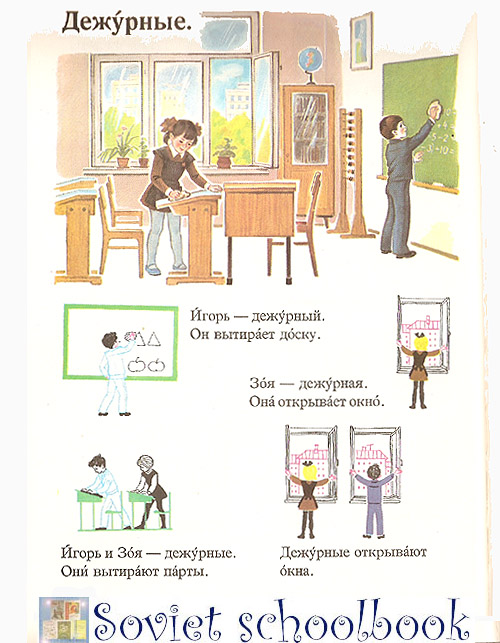 Дежу́рные.
И́горь — дежу́рный.
Он вытира́ет до́ску.
Зо́я — дежу́рная.
Она́ открыва́ет окно́.
И́горь и Зо́я — дежу́рные.
Они́ вытира́ют па́рты.
Дежу́рные открыва́ют
о́кна.
Soviet schoolbook